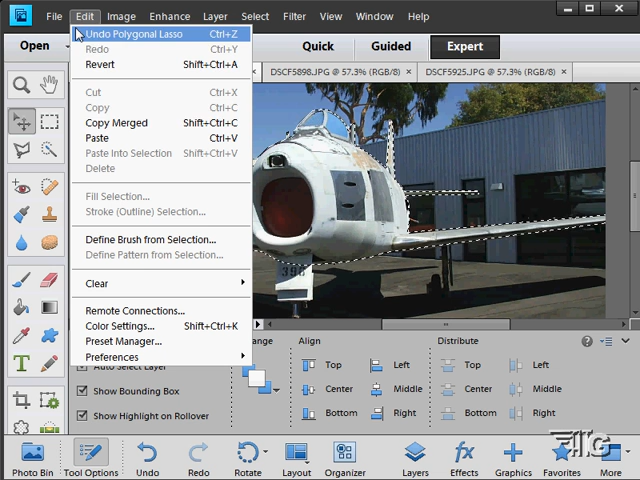 File Edit Image Enhance Layer Select Filter View Window Help
Open Quick Guided Expert
DSCF5898.JPG @ 57.3% (RGB/8) × DSCF5925.JPG @ 57.3% (RGB/8) ×
Undo Polygonal Lasso Ctrl+Z
Redo Ctrl+Y
Revert Shift+Ctrl+A
Cut Ctrl+X
Copy Ctrl+C
Copy Merged Shift+Ctrl+C
Paste Ctrl+V
Paste Into Selection Shift+Ctrl+V
Delete
Fill Selection...
Stroke (Outline) Selection...
Define Brush from Selection...
Define Pattern from Selection...
Clear
Remote Connections...
Color Settings... Shift+Ctrl+K
Preset Manager...
Preferences
398
ange Align Distribute
Auto Select Layer Top Left Top Left
Show Bounding Box Center Middle Center Middle
Show Highlight on Rollover Bottom Right Bottom Right
Photo Bin Tool Options Undo Redo Rotate Layout Organizer Layers Effects Graphics Favorites More